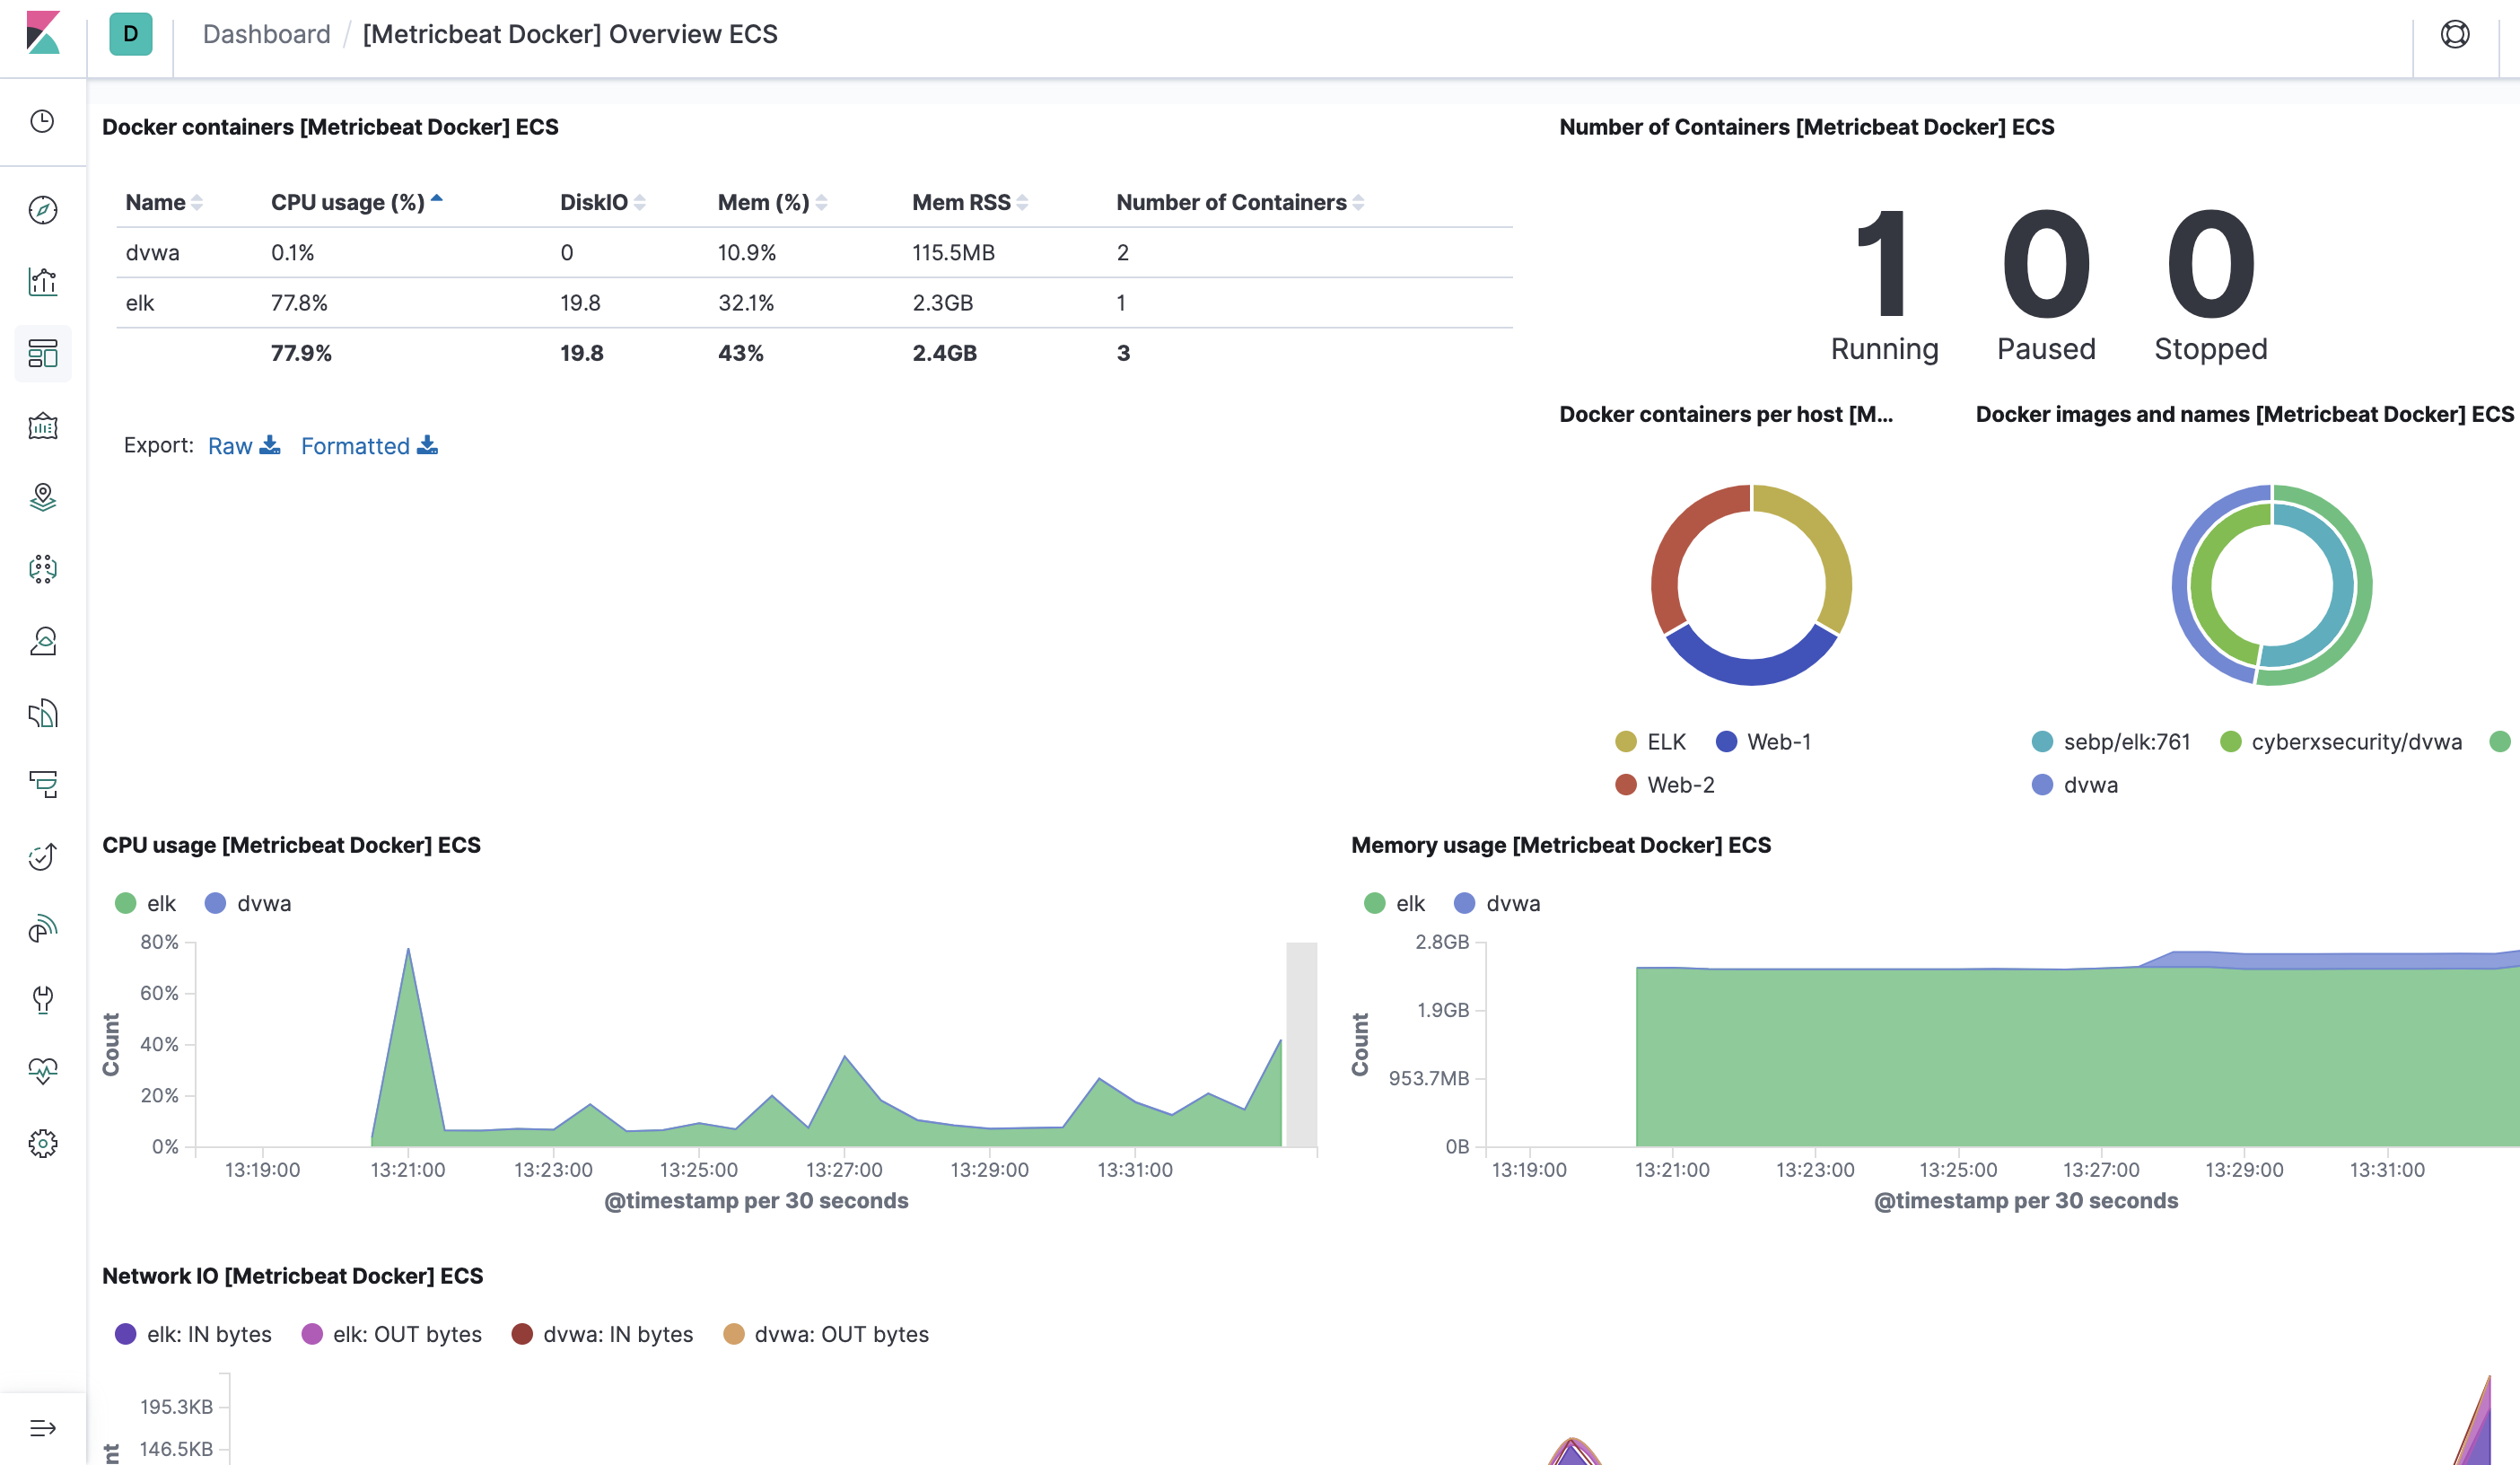 D
Dashboard / [Metricbeat Docker] Overview ECS
Docker containers [Metricbeat Docker] ECS
Name CPU usage (%) DiskIO Mem (%) Mem RSS Number of Containers
dvwa 0.1% 0 10.9% 115.5MB 2
elk 77.8% 19.8 32.1% 2.3GB 1
77.9% 19.8 43% 2.4GB 3
Export: Raw Formatted
Number of Containers [Metricbeat Docker] ECS
1 0 0
Running Paused Stopped
Docker containers per host [M...
ELK Web-1
Web-2
Docker images and names [Metricbeat Docker] ECS
sebp/elk:761 cyberxsecurity/dvwa
dvwa
CPU usage [Metricbeat Docker] ECS
elk dvwa
80%
60%
40%
20%
0%
Count
13:19:00 13:21:00 13:23:00 13:25:00 13:27:00 13:29:00 13:31:00
@timestamp per 30 seconds
Memory usage [Metricbeat Docker] ECS
elk dvwa
2.8GB
1.9GB
953.7MB
0B
Count
13:19:00 13:21:00 13:23:00 13:25:00 13:27:00 13:29:00 13:31:00
@timestamp per 30 seconds
Network IO [Metricbeat Docker] ECS
elk: IN bytes elk: OUT bytes dvwa: IN bytes dvwa: OUT bytes
195.3KB
146.5KB